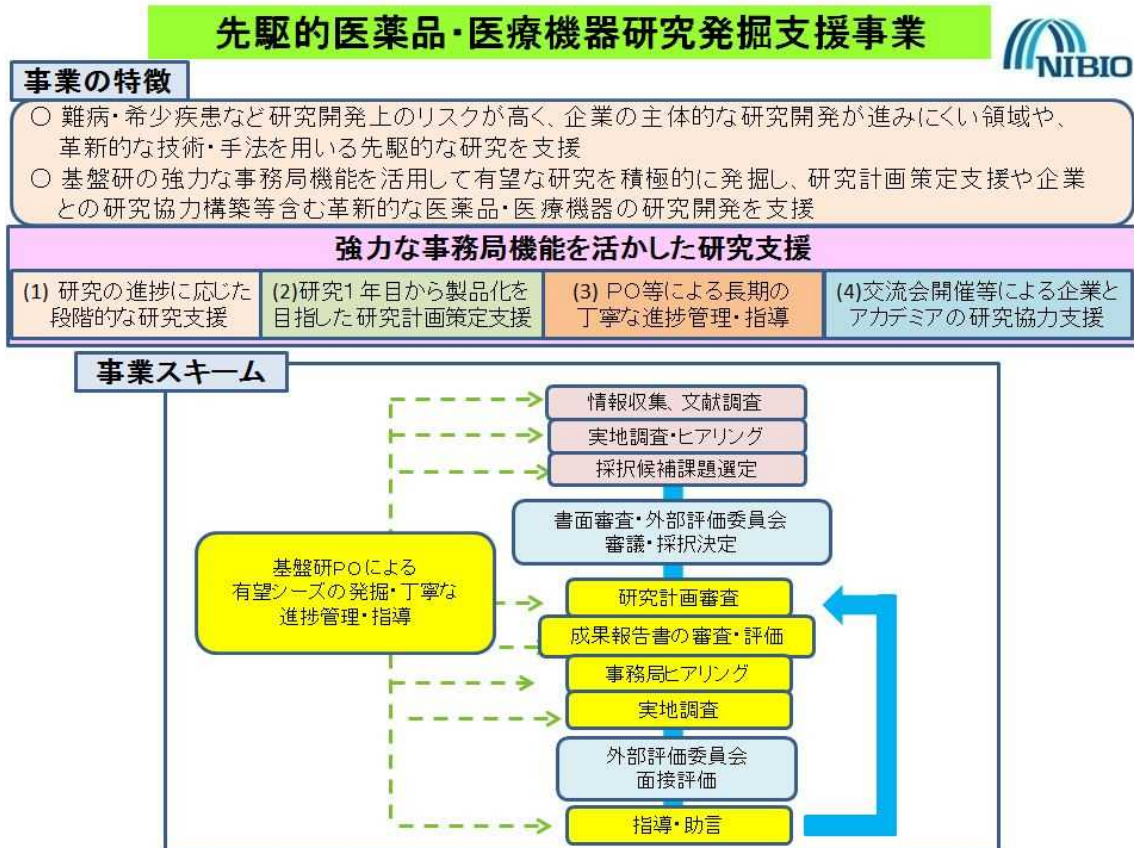 先駆的医薬品・医療機器研究発掘支援事業
NIBIO
事業の特徴
○ 難病・希少疾患など研究開発上のリスクが高く、企業の主体的な研究開発が進みにくい領域や、
革新的な技術・手法を用いる先駆的な研究を支援
○ 基盤研の強力な事務局機能を活用して有望な研究を積極的に発掘し、研究計画策定支援や企業
との研究協力構築等含む革新的な医薬品・医療機器の研究開発を支援
強力な事務局機能を活かした研究支援
(1) 研究の進捗に応じた
段階的な研究支援
(2)研究1年目から製品化を
目指した研究計画策定支援
(3) PO等による長期の
丁寧な進捗管理・指導
(4)交流会開催等による企業と
アカデミアの研究協力支援
事業スキーム
情報収集、文献調査
実地調査・ヒアリング
採択候補課題選定
書面審査・外部評価委員会
審議・採択決定
基盤研POによる
有望シーズの発掘・丁寧な
進捗管理・指導
研究計画審査
成果報告書の審査・評価
事務局ヒアリング
実地調査
外部評価委員会
面接評価
指導・助言